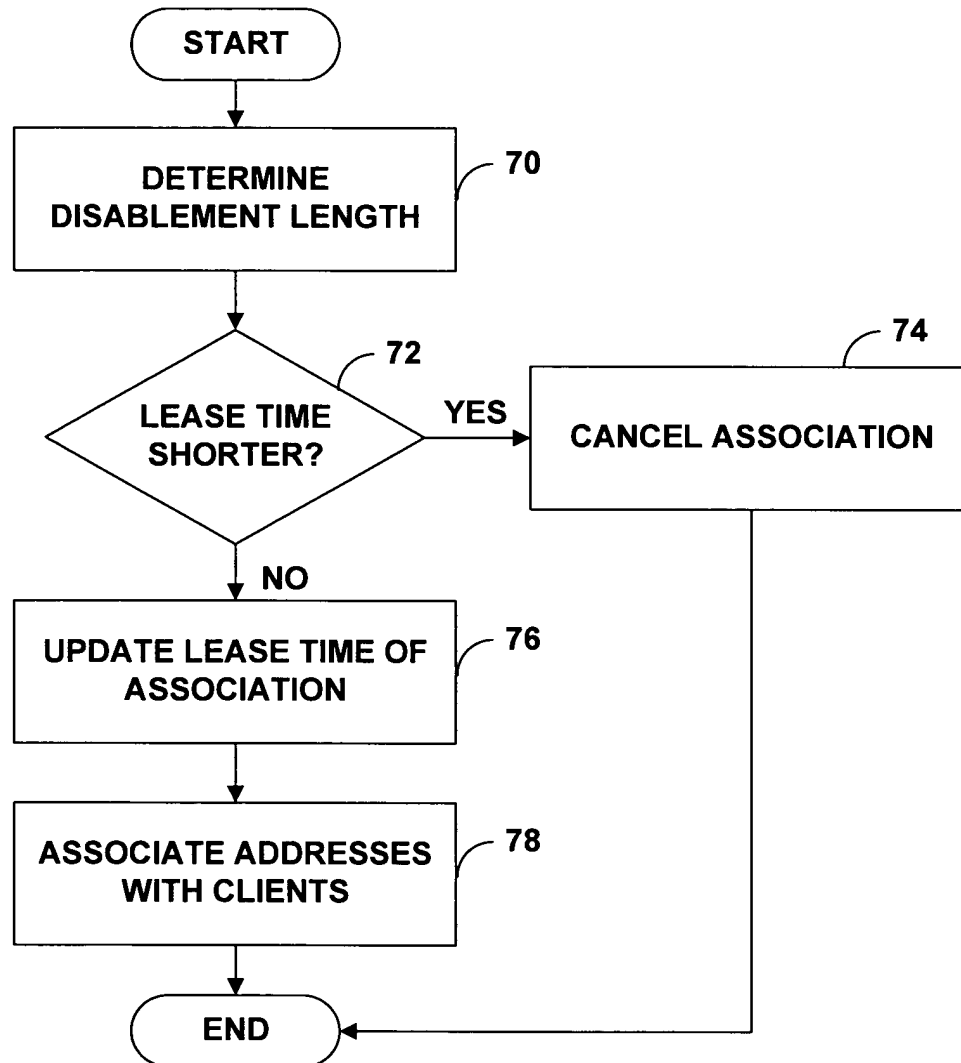 START
DETERMINE
DISABLEMENT LENGTH
70
LEASE TIME
SHORTER?
72
YES
CANCEL ASSOCIATION
74
NO
UPDATE LEASE TIME OF
ASSOCIATION
76
ASSOCIATE ADDRESSES
WITH CLIENTS
78
END